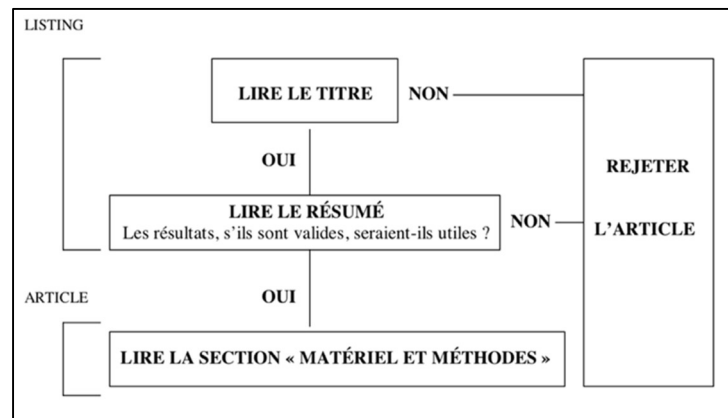 LISTING
LIRE LE TITRE
NON
OUI
REJETER
L’ARTICLE
LIRE LE RÉSUMÉ
Les résultats, s’ils sont valides, seraient-ils utiles ?
NON
ARTICLE
OUI
LIRE LA SECTION « MATÉRIEL ET MÉTHODES »